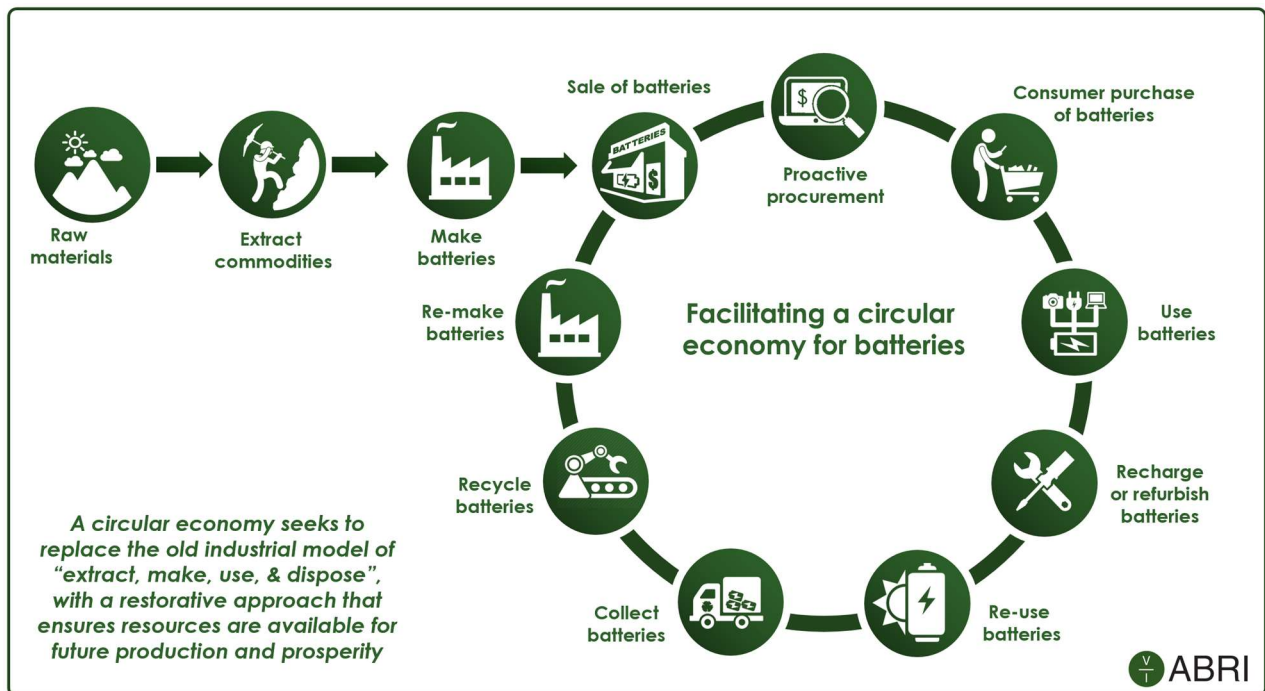 Sale of batteries
Consumer purchase
of batteries
BATTERIES
$
$
Proactive
procurement
Raw
materials
Extract
commodities
Make
batteries
Re-make
batteries
Facilitating a circular
economy for batteries
Use
batteries
Recycle
batteries
Recharge
or refurbish
batteries
A circular economy seeks to
replace the old industrial model of
“extract, make, use, & dispose”,
with a restorative approach that
ensures resources are available for
future production and prosperity
Collect
batteries
Re-use
batteries
V
I
ABRI